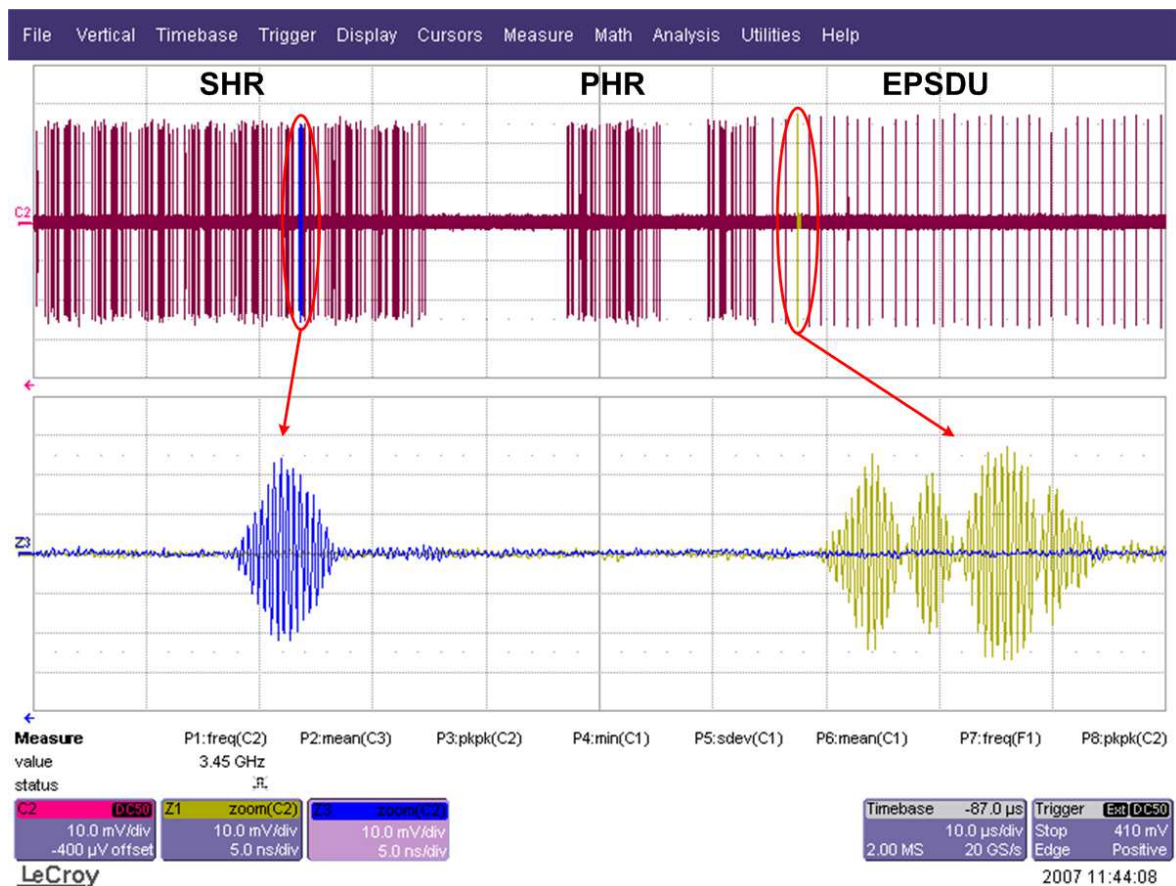 File Vertical Timebase Trigger Display Cursors Measure Math Analysis Utilities Help
SHR PHR EPSDU
C2
Z3
Measure P1:freq(C2) P2:mean(C3) P3:pkpk(C2) P4:min(C1) P5:sdev(C1) P6:mean(C1) P7:freq(F1) P8:pkpk(C2)
value 3.45 GHz
status
C2 DC50 Z1 zoom(C2) Z3 zoom(C2) Timebase -87.0 µs Trigger Ext DC50
10.0 mV/div 10.0 mV/div 10.0 mV/div 10.0 µs/div Stop 410 mV
-400 µV offset 5.0 ns/div 5.0 ns/div 2.00 MS 20 GS/s Edge Positive
LeCroy 2007 11:44:08